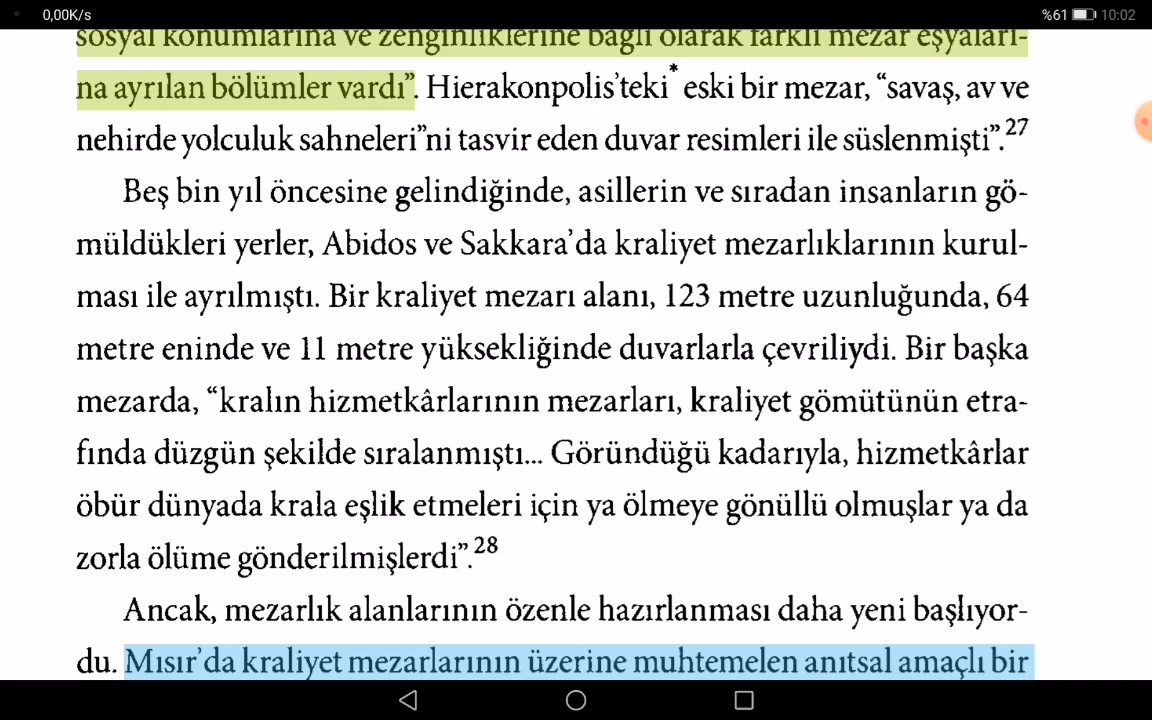 0,00K/s %61 10:02
sosyal konumlarına ve zenginliklerine bağlı olarak farklı mezar eşyaları-
na ayrılan bölümler vardı”. Hierakonpolis’teki* eski bir mezar, “savaş, av ve
nehirde yolculuk sahneleri”ni tasvir eden duvar resimleri ile süslenmişti”.27
Beş bin yıl öncesine gelindiğinde, asillerin ve sıradan insanların gö-
müldükleri yerler, Abidos ve Sakkara’da kraliyet mezarlıklarının kurul-
ması ile ayrılmıştı. Bir kraliyet mezarı alanı, 123 metre uzunluğunda, 64
metre eninde ve 11 metre yüksekliğinde duvarlarla çevriliydi. Bir başka
mezarda, “kralın hizmetkârlarının mezarları, kraliyet gömütünün etra-
fında düzgün şekilde sıralanmıştı... Göründüğü kadarıyla, hizmetkârlar
öbür dünyada krala eşlik etmeleri için ya ölmeye gönüllü olmuşlar ya da
zorla ölüme gönderilmişlerdi”.28
Ancak, mezarlık alanlarının özenle hazırlanması daha yeni başlıyor-
du. Mısır’da kraliyet mezarlarının üzerine muhtemelen anıtsal amaçlı bir